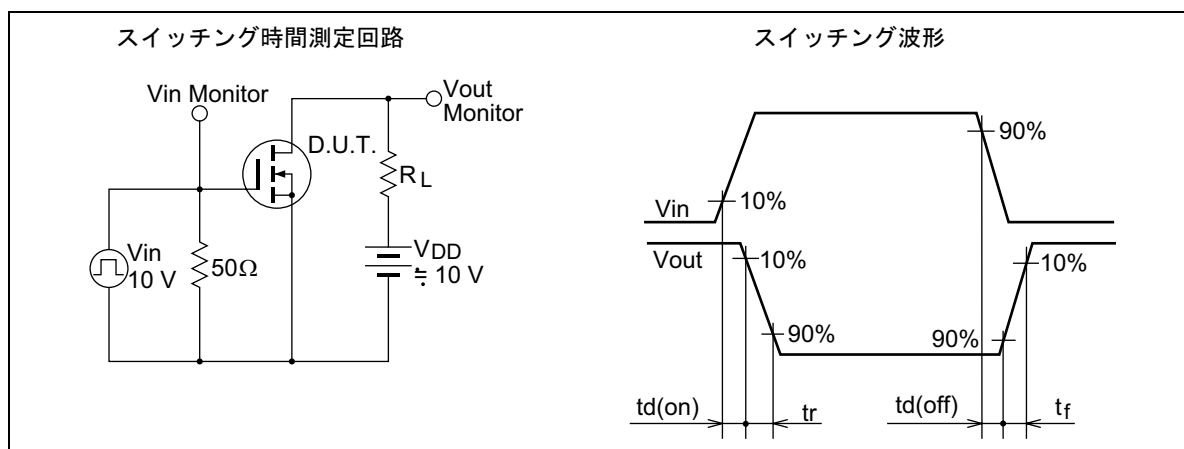 スイッチング時間測定回路
Vin Monitor
Vout
Monitor
D.U.T.
RL
Vin
10 V
50Ω
VDD
≒ 10 V
スイッチング波形
Vin
10%
90%
Vout
10%
90%
90%
10%
td(on)
tr
td(off)
tf